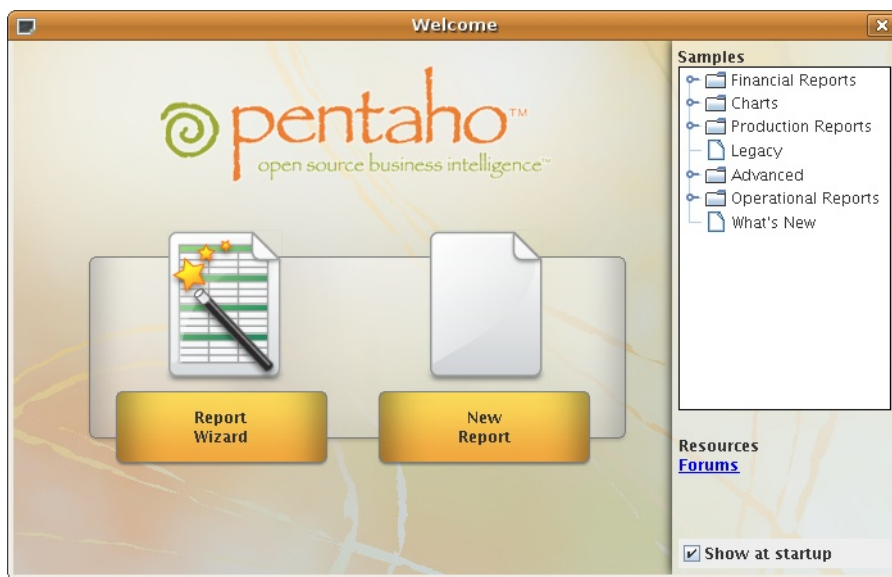 Welcome
pentaho™
open source business intelligence™
Report
Wizard
New
Report
Samples
Financial Reports
Charts
Production Reports
Legacy
Advanced
Operational Reports
What's New
Resources
Forums
Show at startup